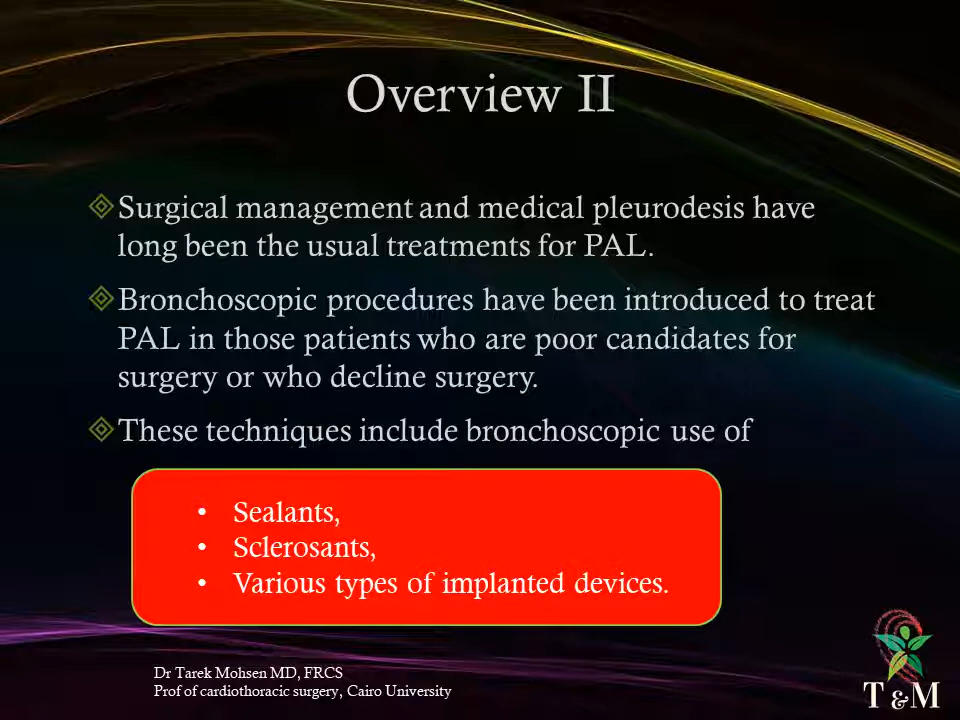 Overview II
Surgical management and medical pleurodesis have
long been the usual treatments for PAL.
Bronchoscopic procedures have been introduced to treat
PAL in those patients who are poor candidates for
surgery or who decline surgery.
These techniques include bronchoscopic use of
• Sealants,
• Sclerosants,
• Various types of implanted devices.
Dr Tarek Mohsen MD, FRCS
Prof of cardiothoracic surgery, Cairo University
T & M